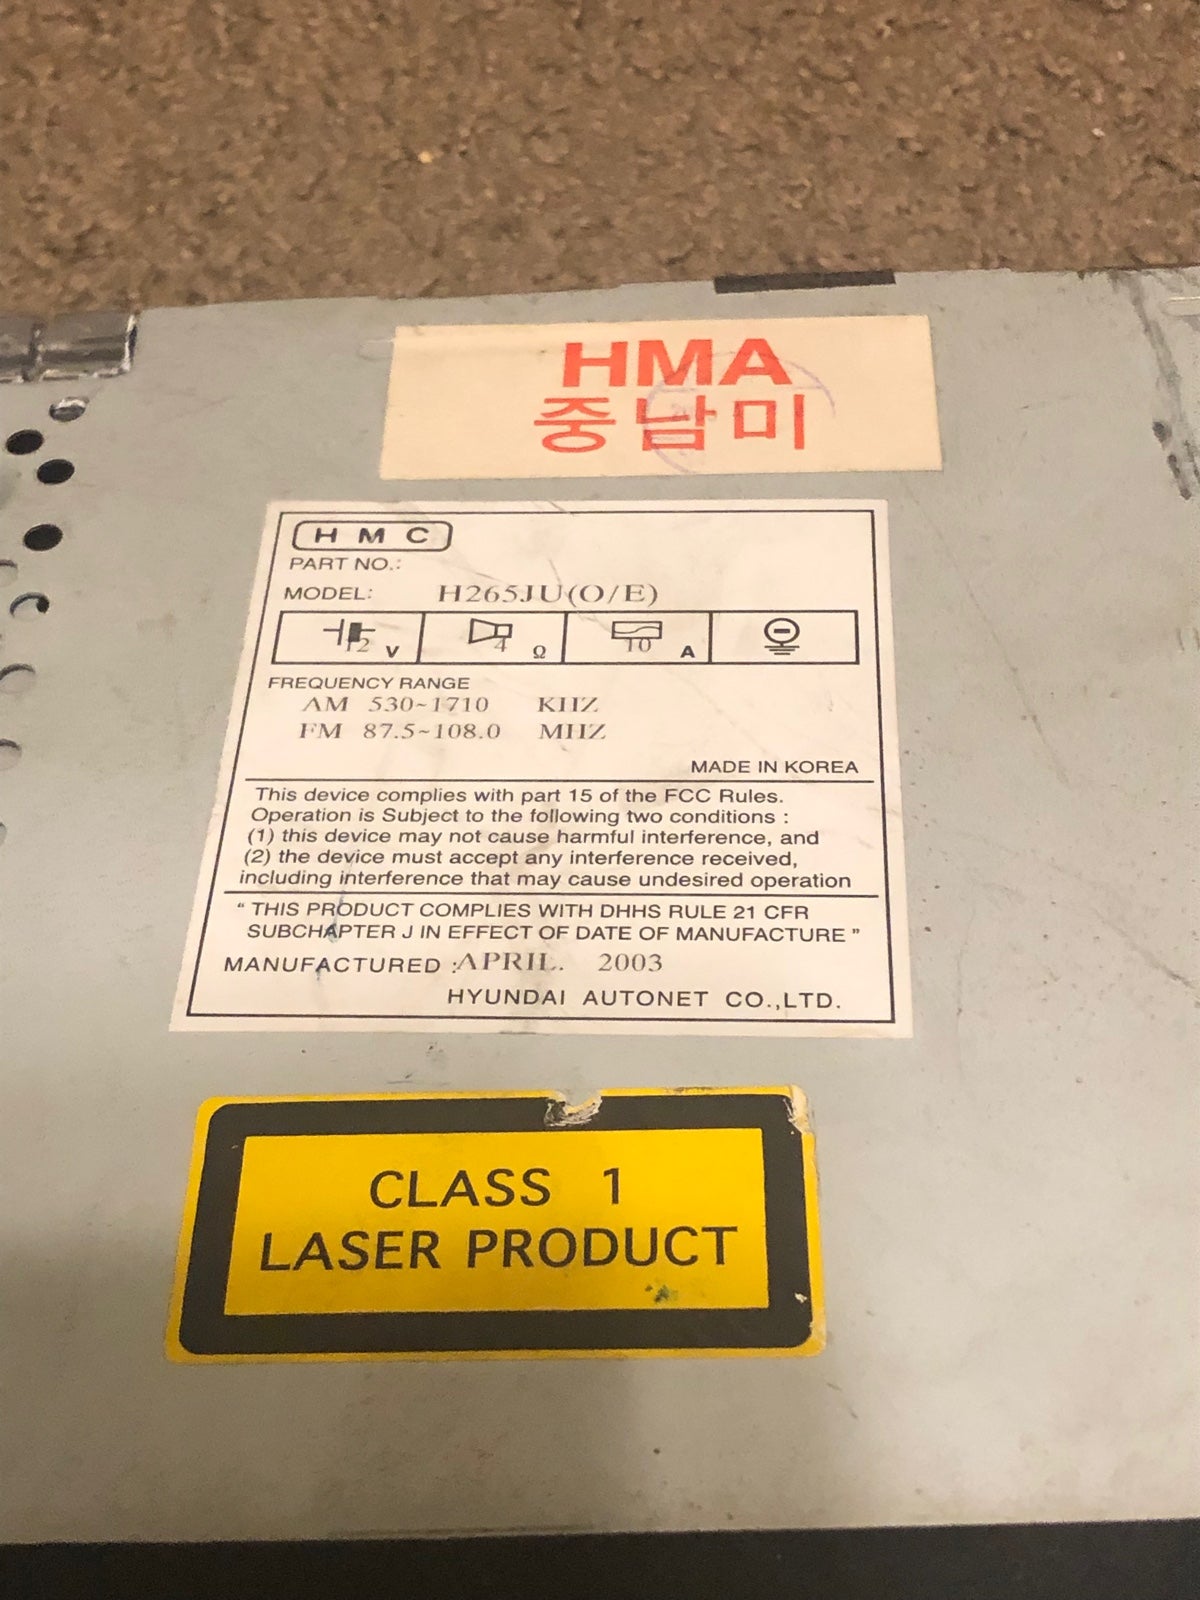 HMA
중남미
HMC
PART NO.:
MODEL: H265JU(O/E)
12 V 4 Ω 10 A
FREQUENCY RANGE
AM 530~1710 KHZ
FM 87.5~108.0 MHZ
MADE IN KOREA
This device complies with part 15 of the FCC Rules.
Operation is Subject to the following two conditions :
(1) this device may not cause harmful interference, and
(2) the device must accept any interference received,
including interference that may cause undesired operation
“ THIS PRODUCT COMPLIES WITH DHHS RULE 21 CFR
SUBCHAPTER J IN EFFECT OF DATE OF MANUFACTURE ”
MANUFACTURED :APRIL. 2003
HYUNDAI AUTONET CO.,LTD.
CLASS 1
LASER PRODUCT